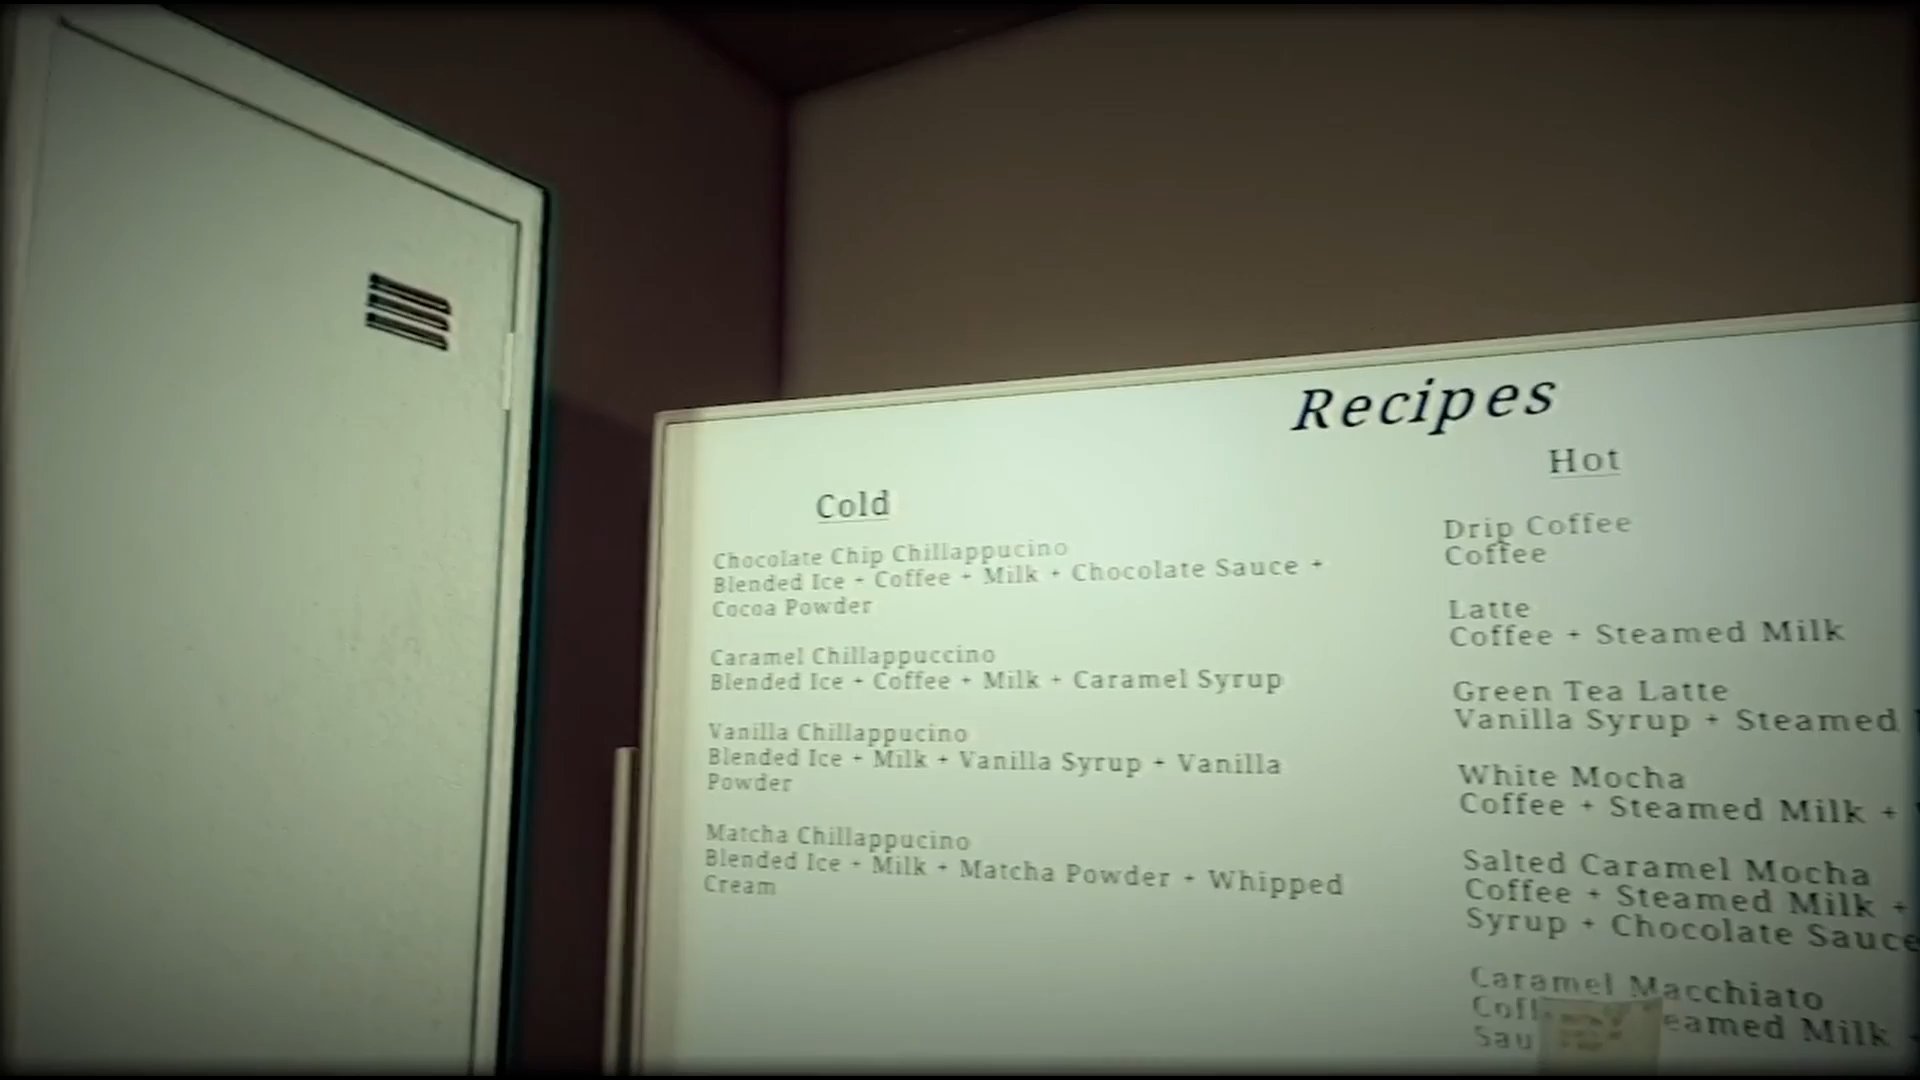 Recipes
Cold
Chocolate Chip Chillappucino
Blended Ice + Coffee + Milk + Chocolate Sauce +
Cocoa Powder
Caramel Chillappuccino
Blended Ice + Coffee + Milk + Caramel Syrup
Vanilla Chillappucino
Blended Ice + Milk + Vanilla Syrup + Vanilla
Powder
Matcha Chillappucino
Blended Ice + Milk + Matcha Powder + Whipped
Cream
Hot
Drip Coffee
Coffee
Latte
Coffee + Steamed Milk
Green Tea Latte
Vanilla Syrup + Steamed
White Mocha
Coffee + Steamed Milk +
Salted Caramel Mocha
Coffee + Steamed Milk +
Syrup + Chocolate Sauce
Caramel Macchiato
Coff eamed Milk
Sau